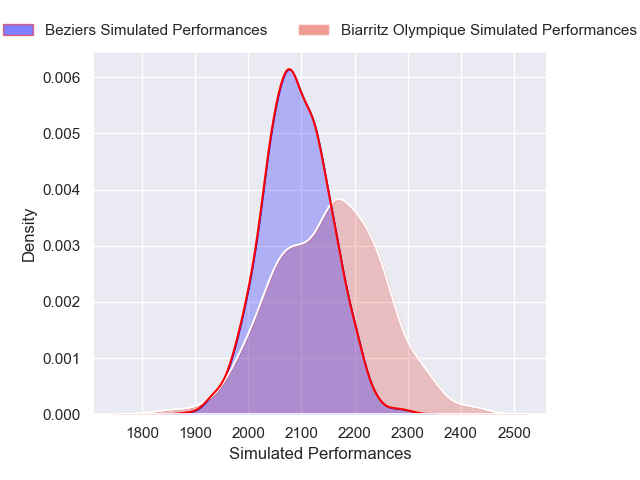 Beziers Simulated Performances
Biarritz Olympique Simulated Performances
0.006
0.005
0.004
0.003
0.002
0.001
0.000
Density
1800 1900 2000 2100 2200 2300 2400 2500
Simulated Performances